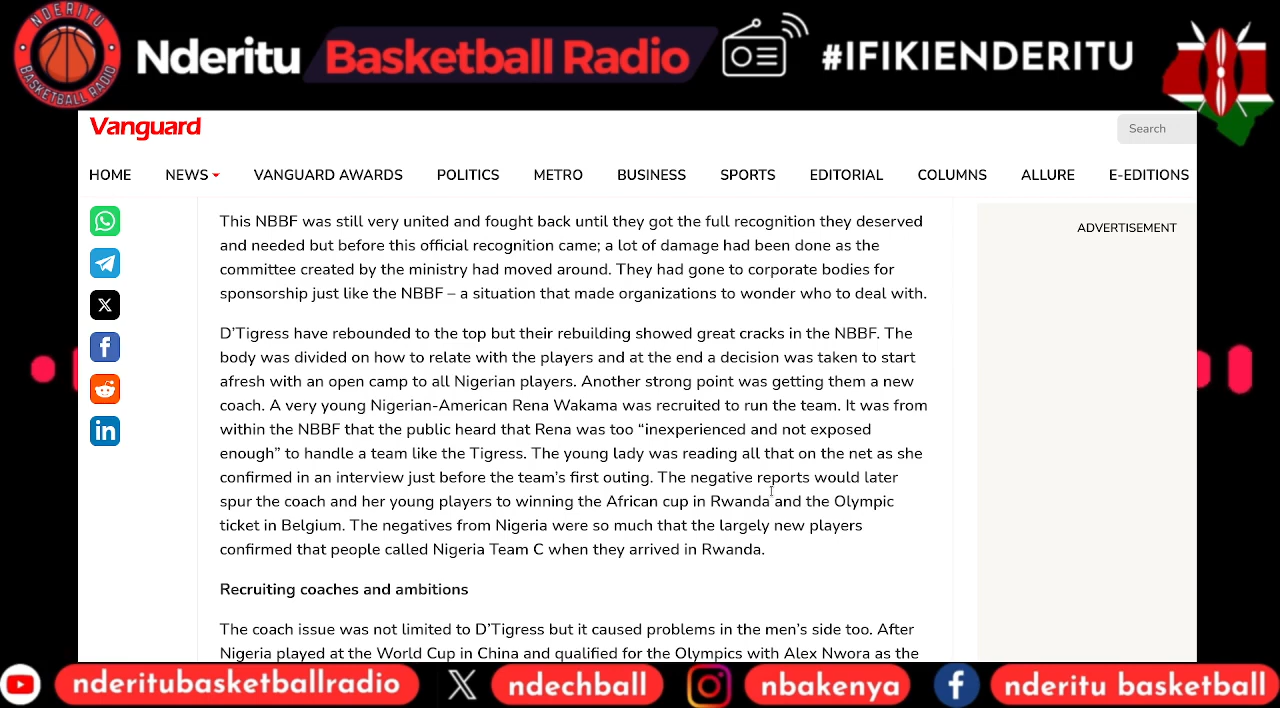 NDERITU
BASKETBALL RADIO
Nderitu Basketball Radio
#IFIKIENDERITU
Vanguard
Search
HOME NEWS VANGUARD AWARDS POLITICS METRO BUSINESS SPORTS EDITORIAL COLUMNS ALLURE E-EDITIONS
This NBBF was still very united and fought back until they got the full recognition they deserved
and needed but before this official recognition came; a lot of damage had been done as the
committee created by the ministry had moved around. They had gone to corporate bodies for
sponsorship just like the NBBF – a situation that made organizations to wonder who to deal with.
ADVERTISEMENT
D’Tigress have rebounded to the top but their rebuilding showed great cracks in the NBBF. The
body was divided on how to relate with the players and at the end a decision was taken to start
afresh with an open camp to all Nigerian players. Another strong point was getting them a new
coach. A very young Nigerian-American Rena Wakama was recruited to run the team. It was from
within the NBBF that the public heard that Rena was too “inexperienced and not exposed
enough” to handle a team like the Tigress. The young lady was reading all that on the net as she
confirmed in an interview just before the team’s first outing. The negative reports would later
spur the coach and her young players to winning the African cup in Rwanda and the Olympic
ticket in Belgium. The negatives from Nigeria were so much that the largely new players
confirmed that people called Nigeria Team C when they arrived in Rwanda.
Recruiting coaches and ambitions
The coach issue was not limited to D’Tigress but it caused problems in the men’s side too. After
Nigeria played at the World Cup in China and qualified for the Olympics with Alex Nwora as the
nderitubasketballradio ndechball nbakenya nderitu basketball